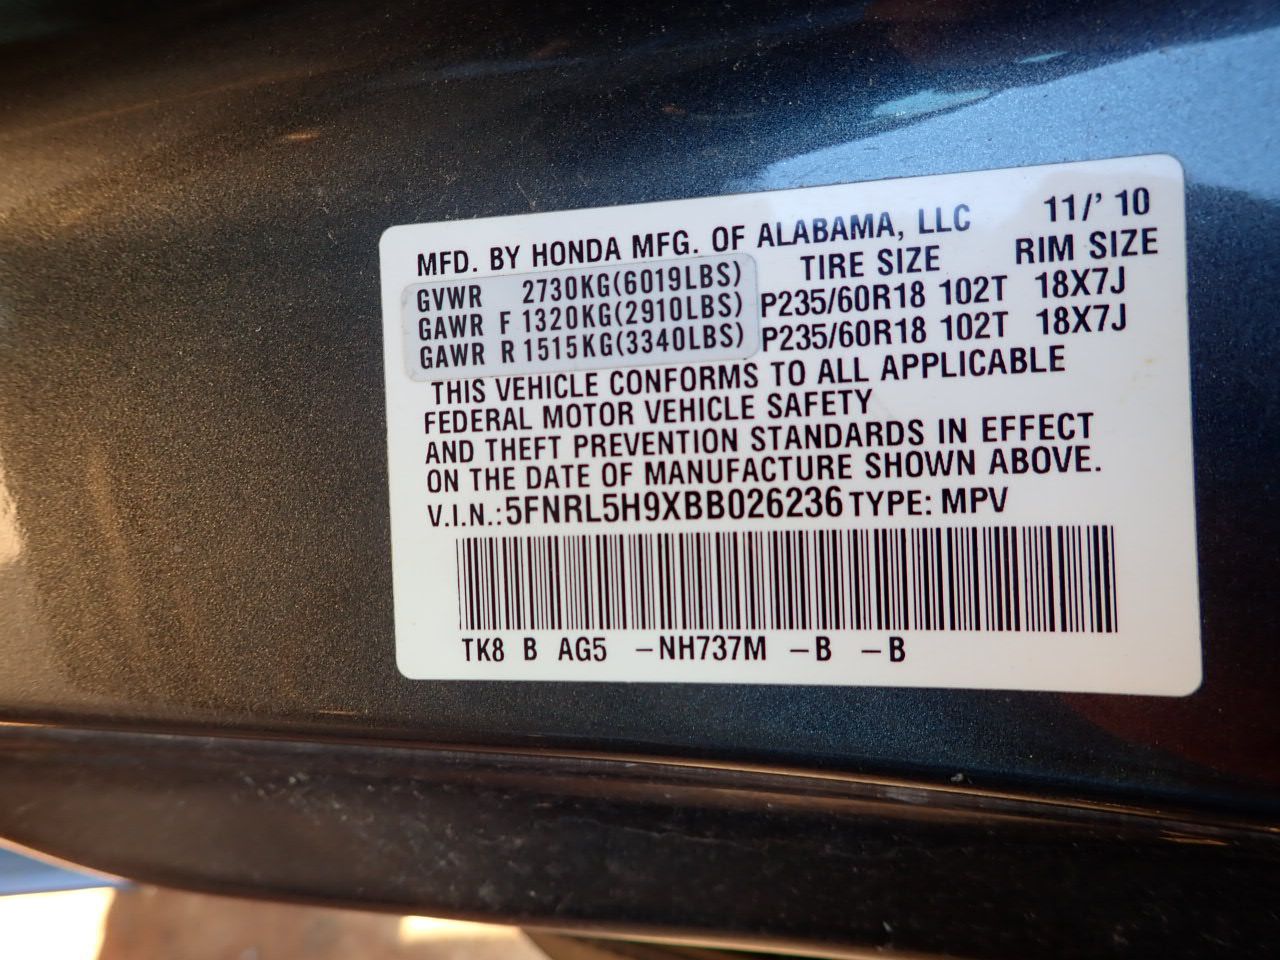 MFD. BY HONDA MFG. OF ALABAMA, LLC 11/' 10
GVWR 2730KG(6019LBS) TIRE SIZE RIM SIZE
GAWR F 1320KG(2910LBS) P235/60R18 102T 18X7J
GAWR R 1515KG(3340LBS) P235/60R18 102T 18X7J
THIS VEHICLE CONFORMS TO ALL APPLICABLE
FEDERAL MOTOR VEHICLE SAFETY
AND THEFT PREVENTION STANDARDS IN EFFECT
ON THE DATE OF MANUFACTURE SHOWN ABOVE.
V.I.N.: 5FNRL5H9XBB026236 TYPE: MPV
TK8 B AG5 –NH737M –B –B